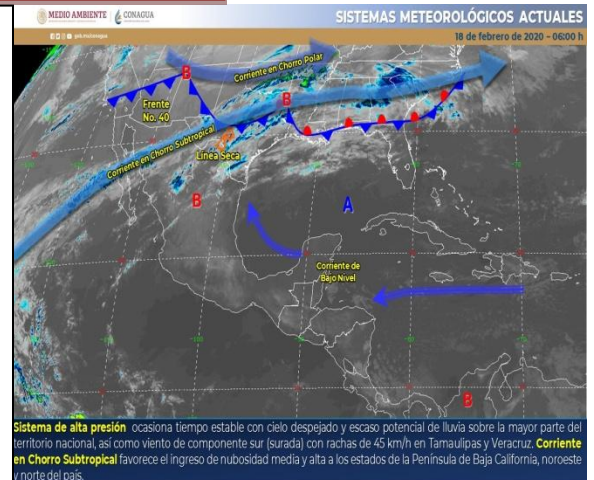 MEDIO AMBIENTE CONAGUA
SISTEMAS METEOROLÓGICOS ACTUALES
gob.mx/conagua
18 de febrero de 2020 - 06:00 h
B
Corriente en Chorro Polar
B
Frente
No. 40
Corriente en Chorro Subtropical
Línea Seca
B
A
Corriente de
Bajo Nivel
B
Sistema de alta presión ocasiona tiempo estable con cielo despejado y escaso potencial de lluvia sobre la mayor parte del
territorio nacional, así como viento de componente sur (surada) con rachas de 45 km/h en Tamaulipas y Veracruz. Corriente
en Chorro Subtropical favorece el ingreso de nubosidad media y alta a los estados de la Península de Baja California, noroeste
y norte del país.